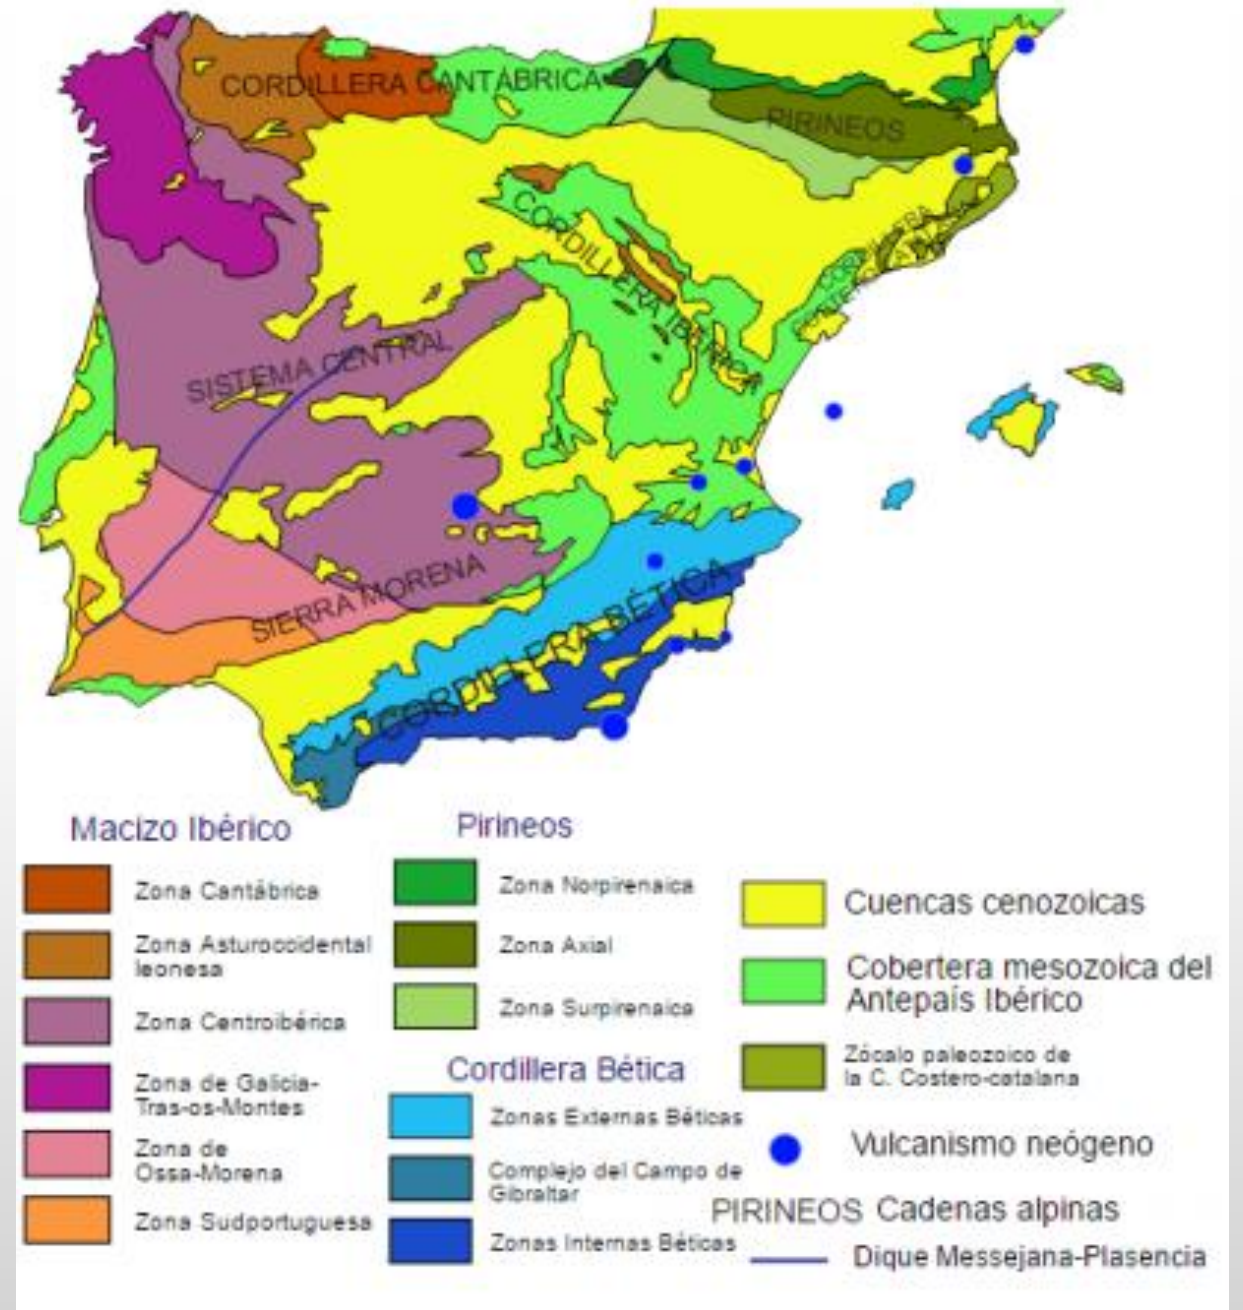 CORDILLERA CANTÁBRICA
PIRINEOS
CORDILLERA IBÉRICA
SISTEMA CENTRAL
SIERRA MORENA
CORDILLERA BÉTICA
Macizo Ibérico
Zona Cantábrica
Zona Asturoccidental
leonesa
Zona Centroibérica
Zona de Galicia-
Tras-os-Montes
Zona de
Ossa-Morena
Zona Sudportuguesa
Pirineos
Zona Norpirenaica
Zona Axial
Zona Surpirenaica
Cordillera Bética
Zonas Externas Béticas
Complejo del Campo de
Gibraltar
Zonas Internas Béticas
Cuencas cenozoicas
Cobertera mesozoica del
Antepaís Ibérico
Zócalo paleozoico de
la C. Costero-catalana
Vulcanismo neógeno
PIRINEOS Cadenas alpinas
Dique Messejana-Plasencia